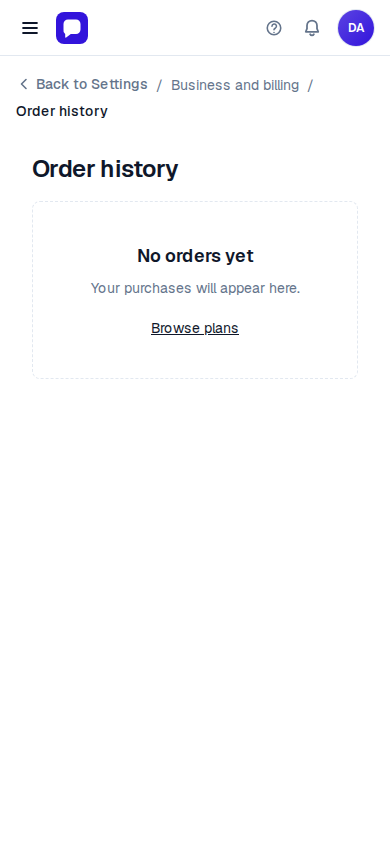 DA
Back to Settings / Business and billing /
Order history
Order history
No orders yet
Your purchases will appear here.
Browse plans